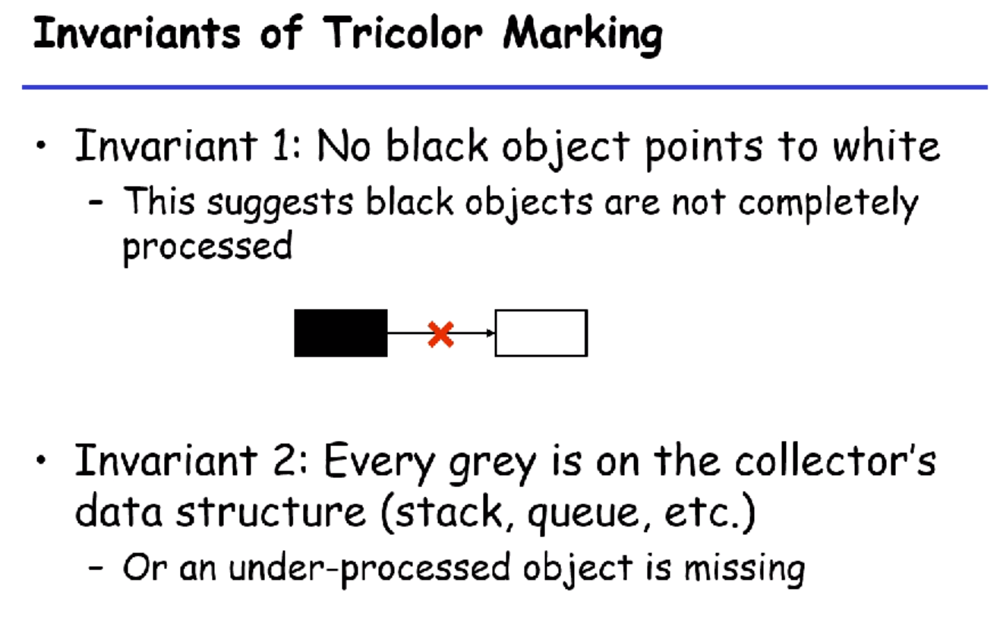 Invariants of Tricolor Marking
• Invariant 1: No black object points to white
– This suggests black objects are not completely
processed
• Invariant 2: Every grey is on the collector's
data structure (stack, queue, etc.)
– Or an under-processed object is missing